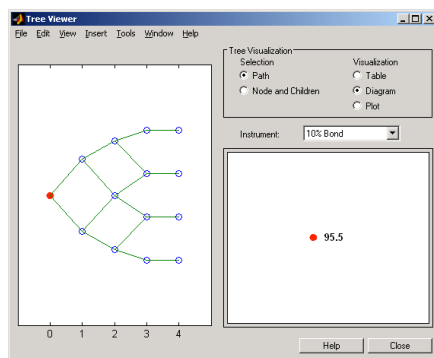 Tree Viewer
File Edit View Insert Tools Window Help
Tree Visualization
Selection
Path
Node and Children
Visualization
Table
Diagram
Plot
Instrument: 10% Bond
95.5
0 1 2 3 4
Help Close